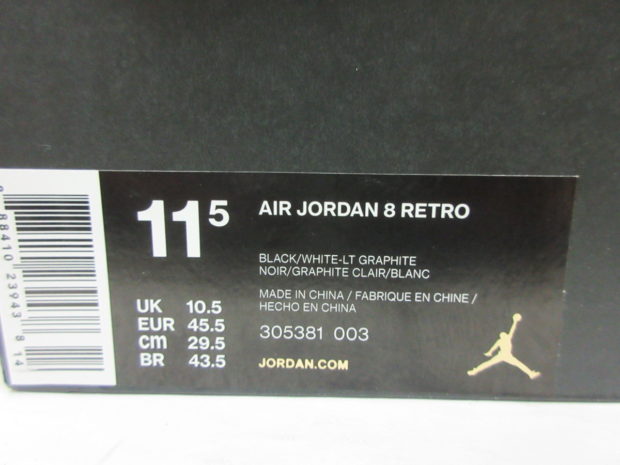 11 5
AIR JORDAN 8 RETRO
BLACK/WHITE-LT GRAPHITE
NOIR/GRAPHITE CLAIR/BLANC
MADE IN CHINA / FABRIQUE EN CHINE /
HECHO EN CHINA
305381 003
JORDAN.COM
UK 10.5
EUR 45.5
cm 29.5
BR 43.5
88410 23943 8 14